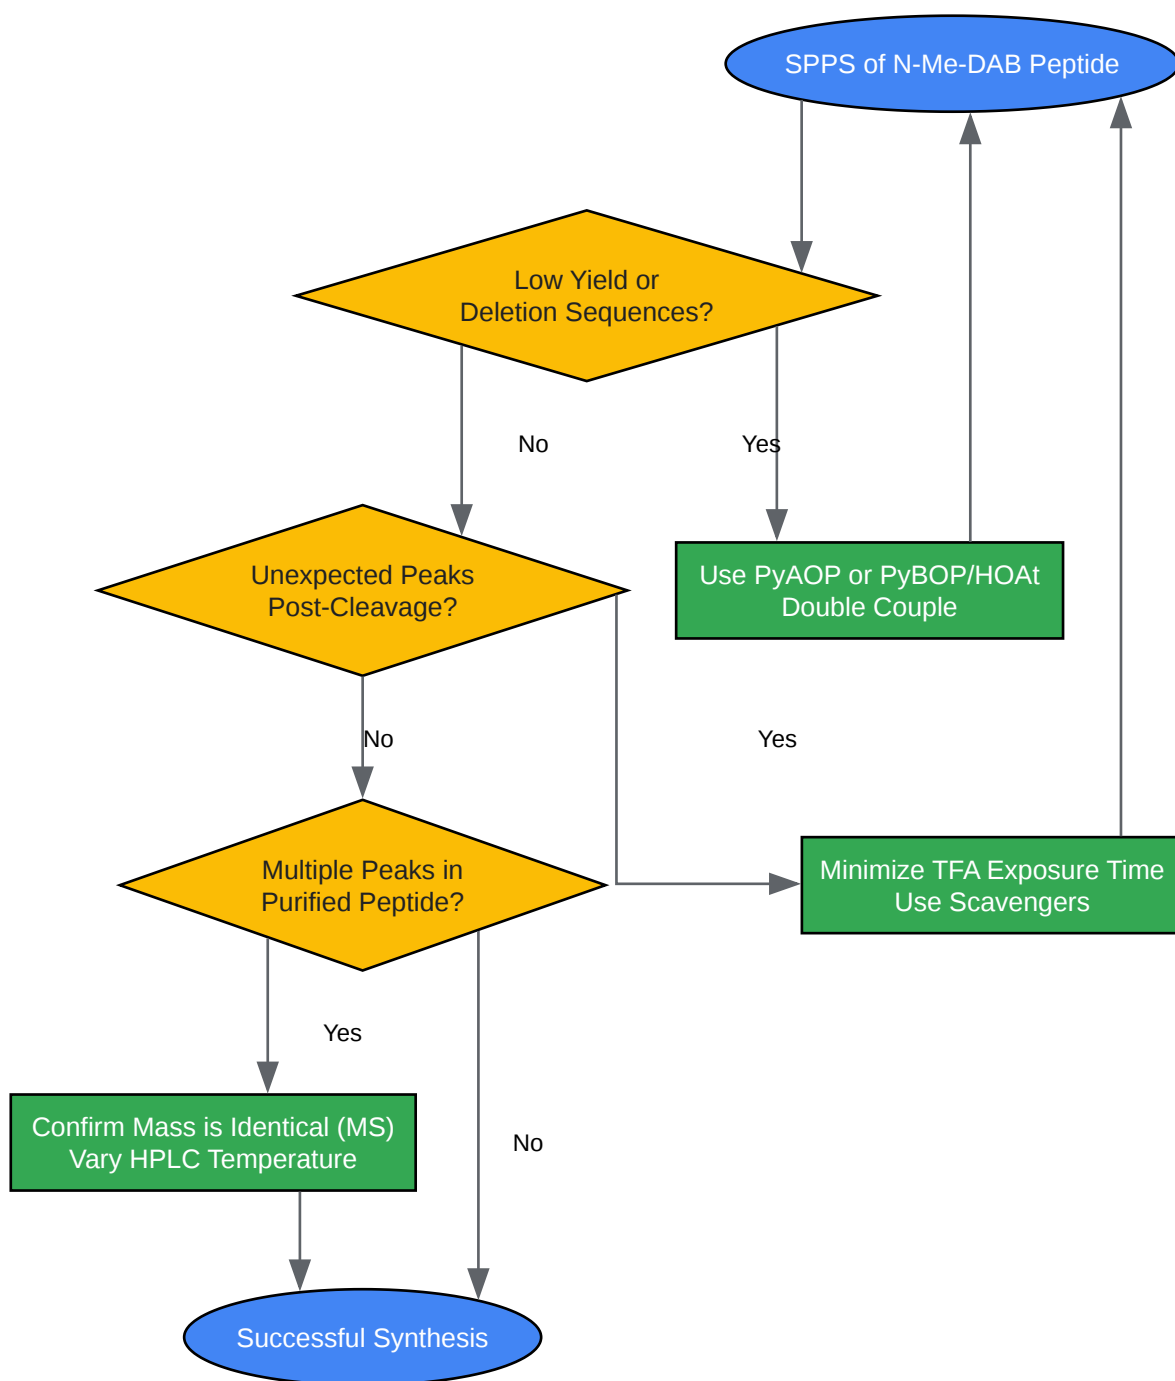 SPPS of N-Me-DAB Peptide
Low Yield or
Deletion Sequences?
No
Yes
Unexpected Peaks
Post-Cleavage?
Use PyAOP or PyBOP/HOAt
Double Couple
No
Yes
Multiple Peaks in
Purified Peptide?
Minimize TFA Exposure Time
Use Scavengers
Yes
Confirm Mass is Identical (MS)
Vary HPLC Temperature
No
Successful Synthesis